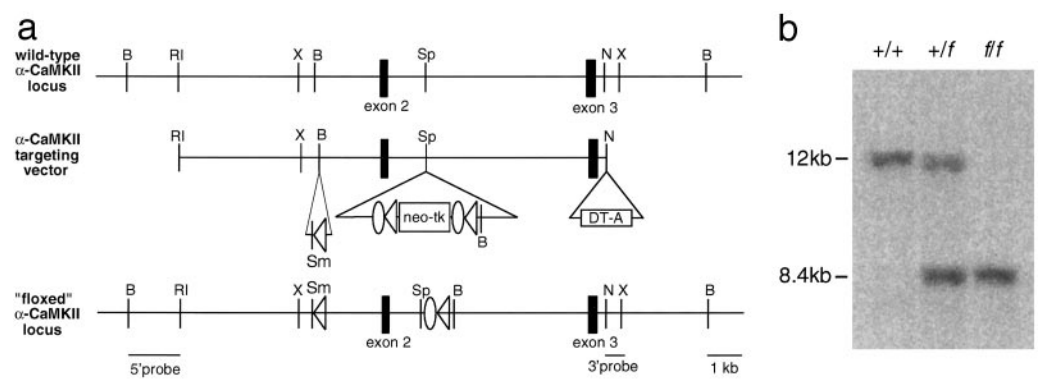 a
wild-type
α-CaMKII
locus
B RI X B Sp N X B
exon 2 exon 3
α-CaMKII
targeting
vector
RI X B Sp N
neo-tk
DT-A
Sm
B
"floxed"
α-CaMKII
locus
B RI X Sm Sp B N X B
exon 2 exon 3
5'probe 3'probe 1 kb
b
+/+ +/f f/f
12kb
8.4kb